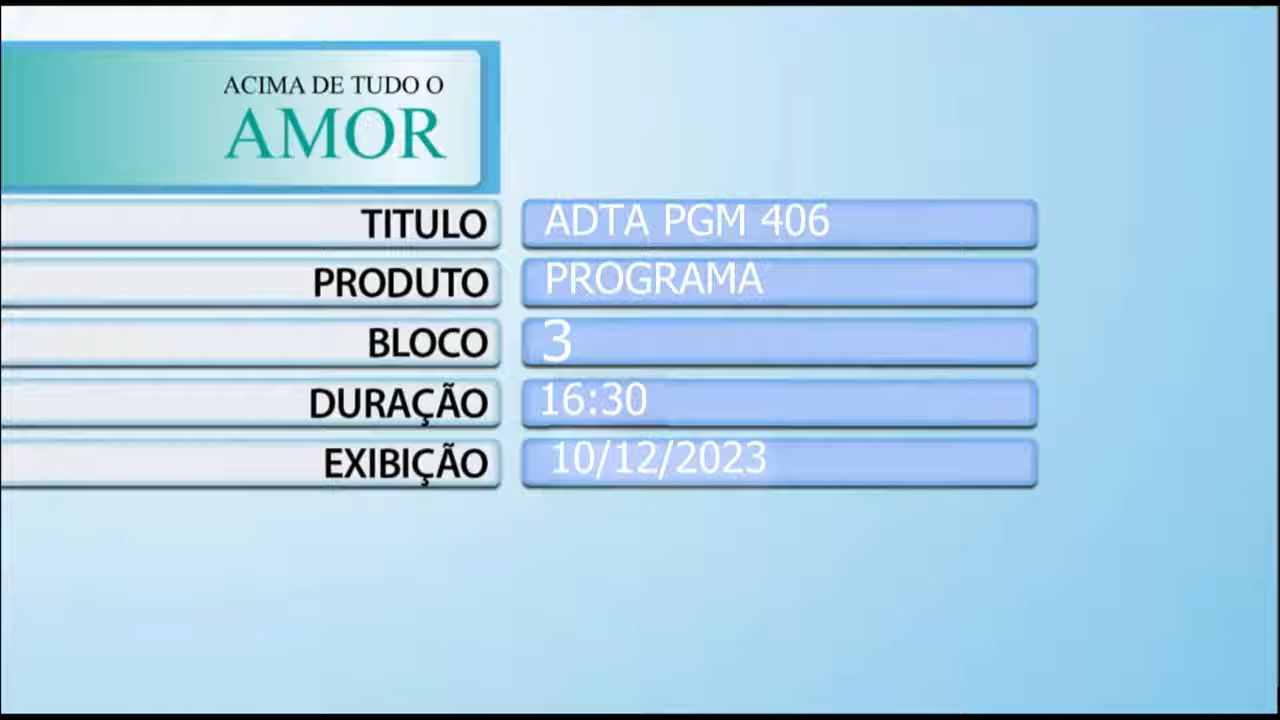 ACIMA DE TUDO O
AMOR
TITULO ADTA PGM 406
PRODUTO PROGRAMA
BLOCO 3
DURAÇÃO 16:30
EXIBIÇÃO 10/12/2023